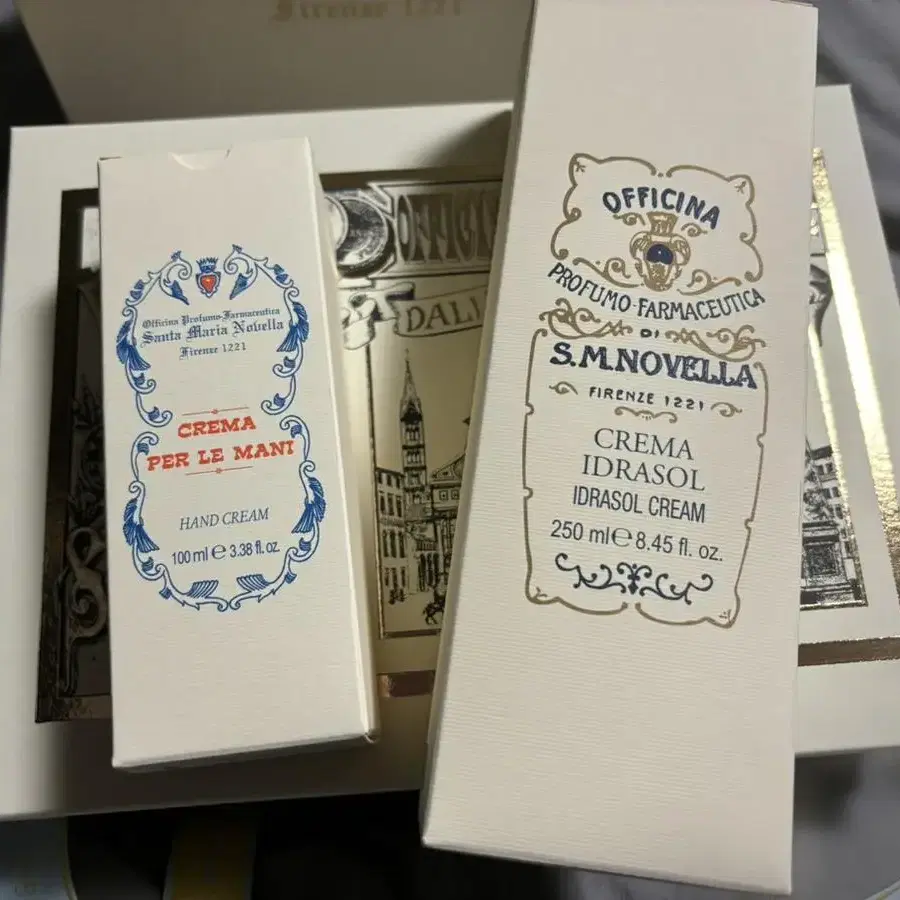 Firenze 1221
Officina Profumo-Farmaceutica
Santa Maria Novella
Firenze 1221
CREMA
PER LE MANI
HAND CREAM
100 ml e 3.38 fl. oz.
DAL
OFFICINA
PROFUMO-FARMACEUTICA
DI
S.M.NOVELLA
FIRENZE 1221
CREMA
IDRASOL
IDRASOL CREAM
250 ml e 8.45 fl. oz.